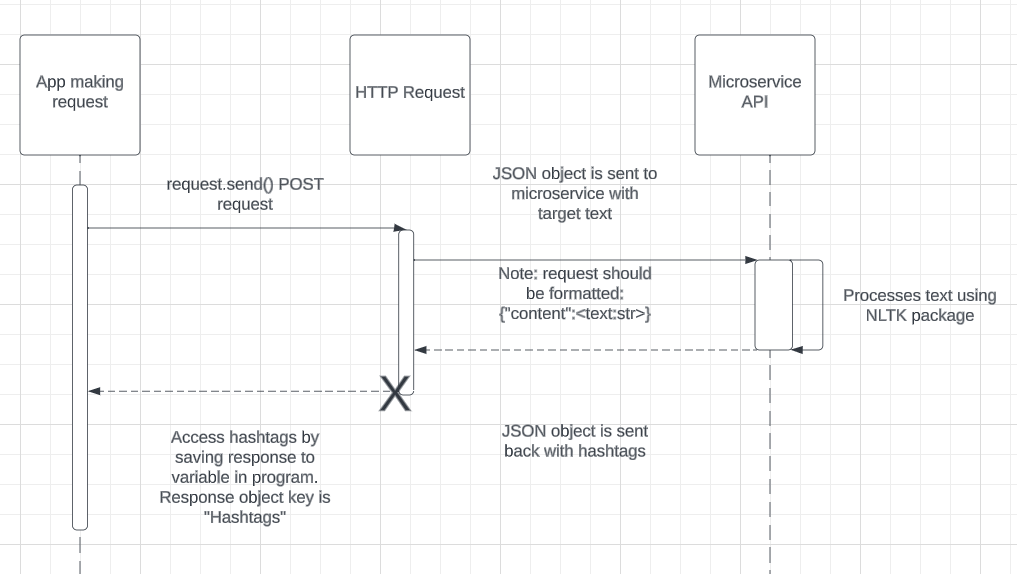 App making
request
HTTP Request
Microservice
API
request.send() POST
request
JSON object is sent to
microservice with
target text
Note: request should
be formatted:
{"content":<text:str>}
Processes text using
NLTK package
X
Access hashtags by
saving response to
variable in program.
Response object key is
"Hashtags"
JSON object is sent
back with hashtags